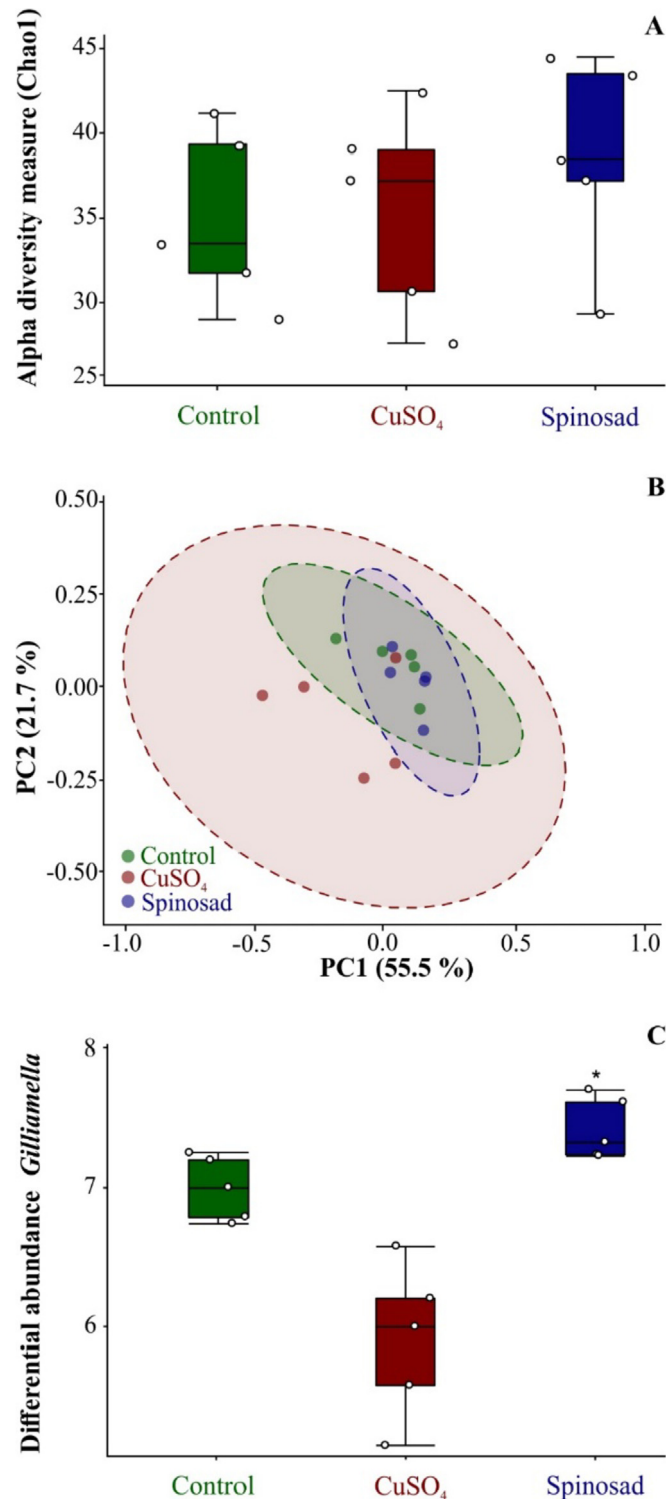 A
Alpha diversity measure (Chao1)
45
40
35
30
25
Control
CuSO₄
Spinosad
B
PC2 (21.7 %)
0.50
0.25
0.00
-0.25
-0.50
Control
CuSO₄
Spinosad
-1.0
-0.5
0.0
0.5
1.0
PC1 (55.5 %)
C
Differential abundance Gilliamella
8
7
6
*
Control
CuSO₄
Spinosad